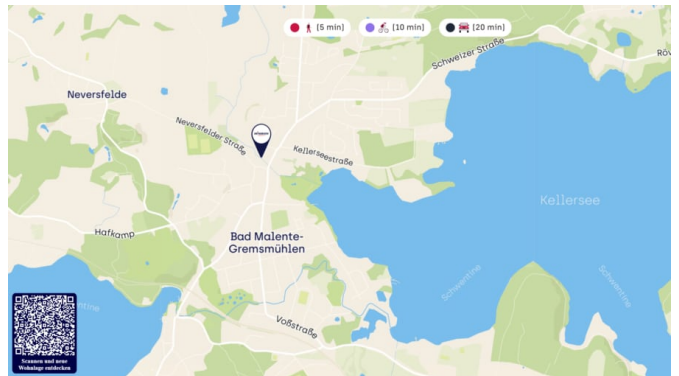 [5 min]
[10 min]
[20 min]
Schweizer Straße
Neversfelde
Neversfelder Straße
Kellerseestraße
Kellersee
Hafkamp
Bad Malente-
Gremsmühlen
Schwentine
Schwentine
Voßstraße
Scannen und neue
Wohnlage entdecken